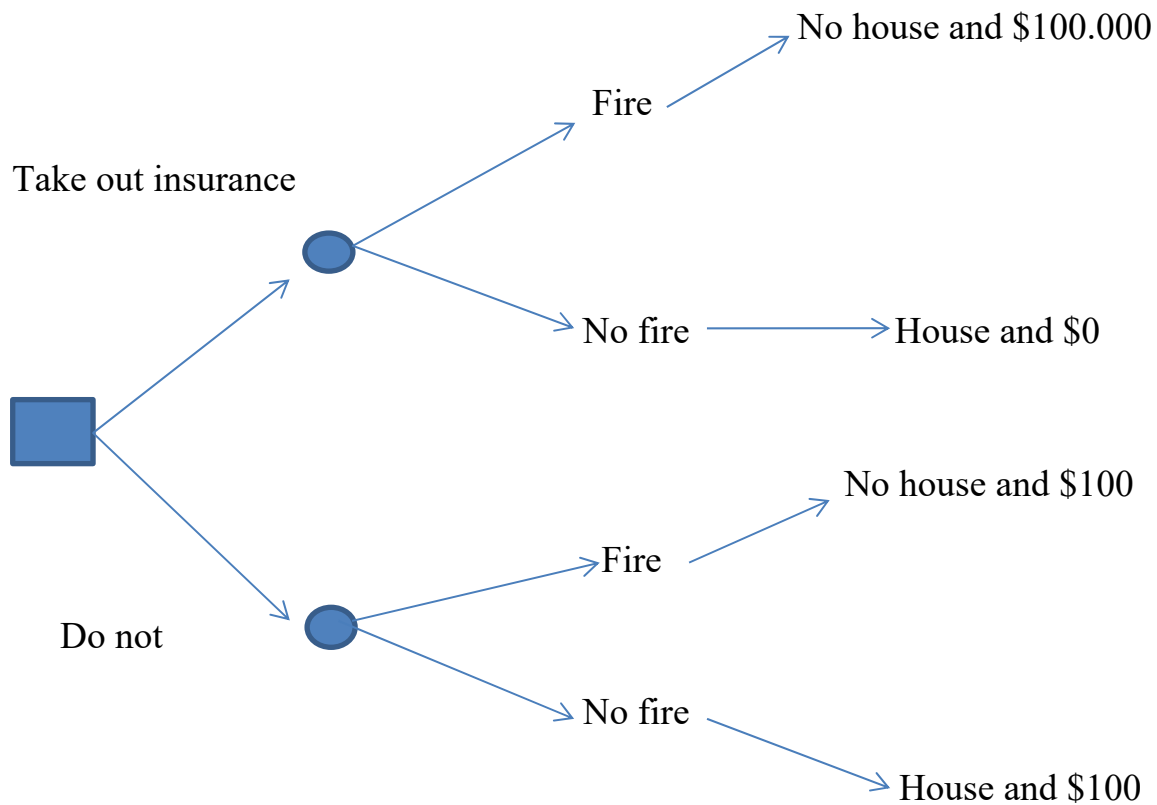 No house and $100.000
Fire
Take out insurance
No fire
House and $0
No house and $100
Fire
Do not
No fire
House and $100